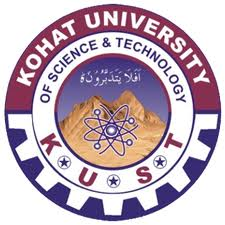 KOHAT UNIVERSITY
OF SCIENCE & TECHNOLOGY
اَفَلَا يَتَدَبَّرُونَ
K U S T